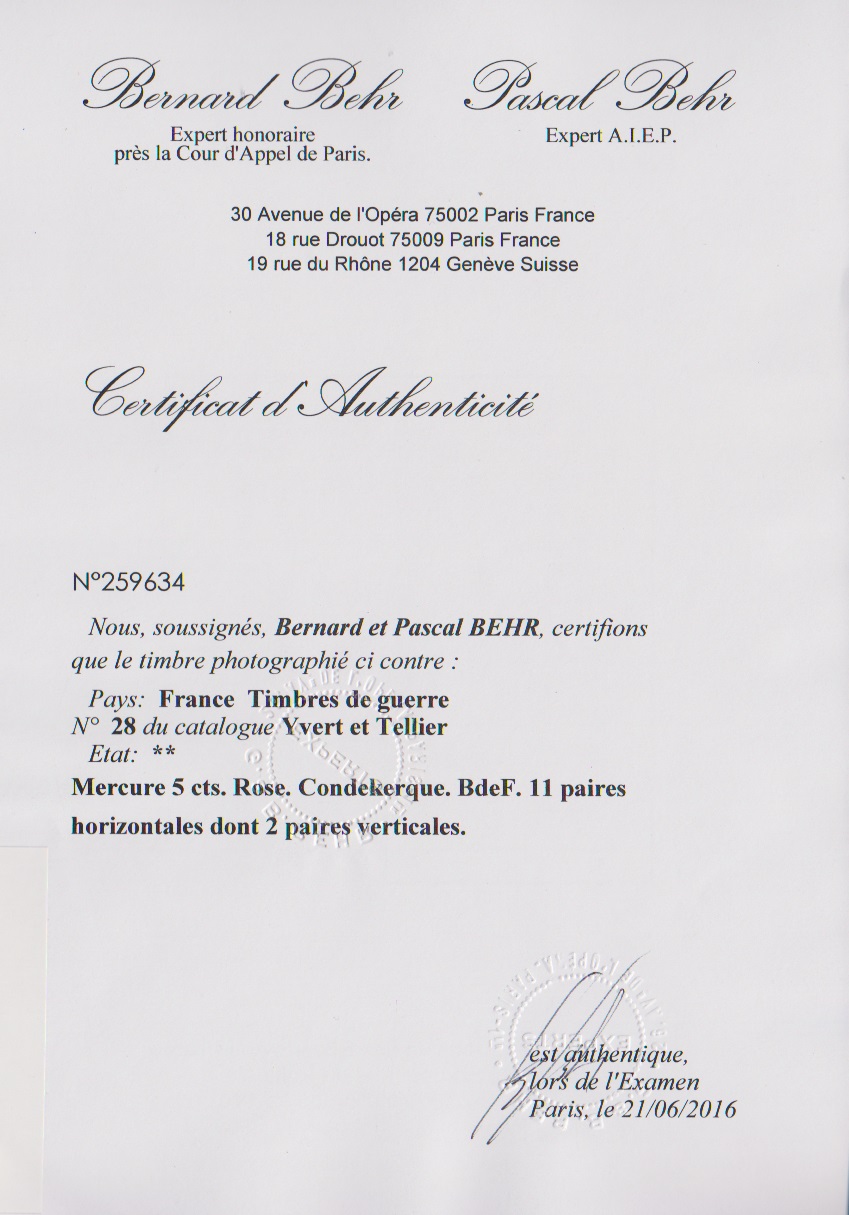 Bernard Behr Pascal Behr
Expert honoraire
près la Cour d'Appel de Paris.
Expert A.I.E.P.
30 Avenue de l'Opéra 75002 Paris France
18 rue Drouot 75009 Paris France
19 rue du Rhône 1204 Genève Suisse
Certificat d'Authenticité
N°259634
Nous, soussignés, Bernard et Pascal BEHR, certifions
que le timbre photographié ci contre :
Pays: France Timbres de guerre
N° 28 du catalogue Yvert et Tellier
Etat: **
Mercure 5 cts. Rose. Condekerque. BdeF. 11 paires
horizontales dont 2 paires verticales.
EXPERTS
est authentique,
lors de l'Examen
Paris, le 21/06/2016